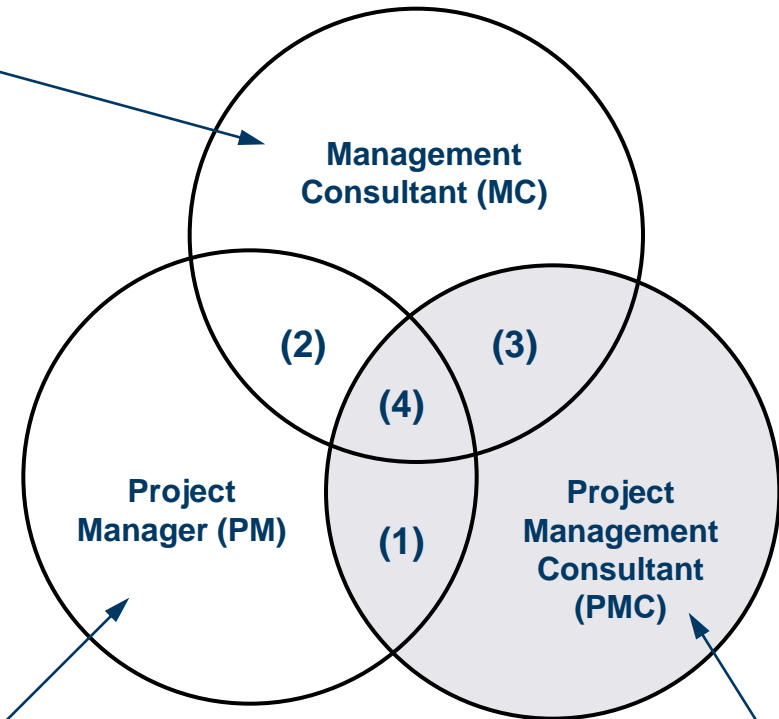 Management
Consultant (MC)
(2)
(3)
(4)
Project
Manager (PM)
(1)
Project
Management
Consultant
(PMC)